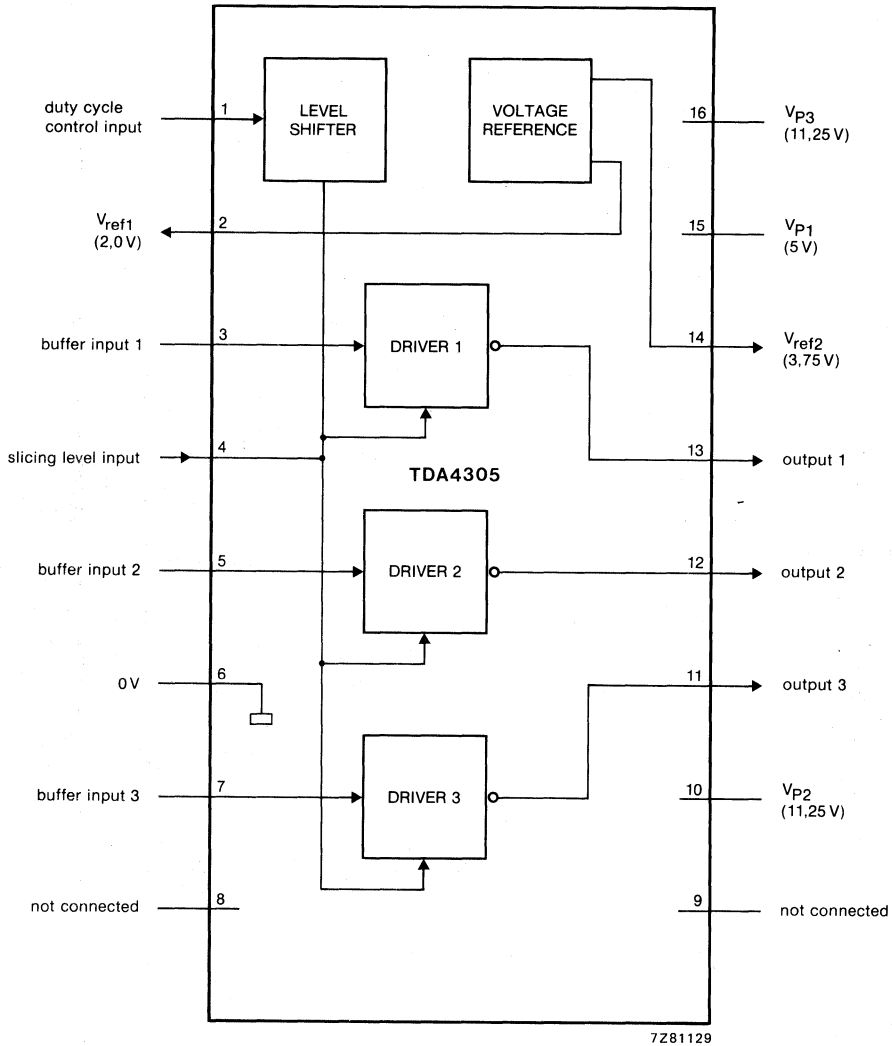 duty cycle
control input
1
LEVEL
SHIFTER
VOLTAGE
REFERENCE
16
VP3
(11,25 V)
Vref1
(2,0 V)
2
15
VP1
(5 V)
buffer input 1
3
DRIVER 1
14
Vref2
(3,75 V)
slicing level input
4
TDA4305
13
output 1
buffer input 2
5
DRIVER 2
12
output 2
0 V
6
11
output 3
buffer input 3
7
DRIVER 3
10
VP2
(11,25 V)
not connected
8
9
not connected
7Z81129